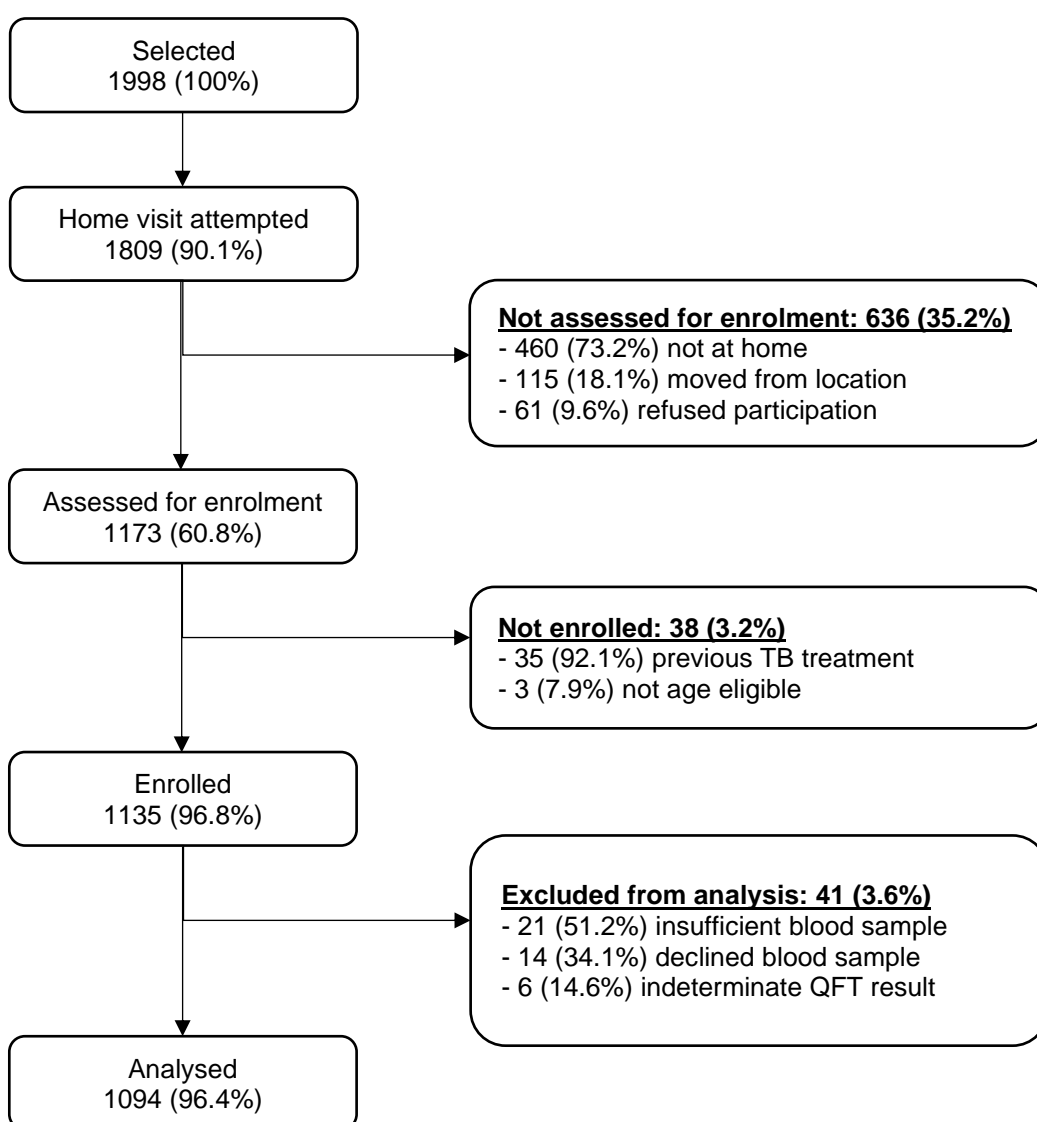 Selected
1998 (100%)
Home visit attempted
1809 (90.1%)
Not assessed for enrolment: 636 (35.2%)
- 460 (73.2%) not at home
- 115 (18.1%) moved from location
- 61 (9.6%) refused participation
Assessed for enrolment
1173 (60.8%)
Not enrolled: 38 (3.2%)
- 35 (92.1%) previous TB treatment
- 3 (7.9%) not age eligible
Enrolled
1135 (96.8%)
Excluded from analysis: 41 (3.6%)
- 21 (51.2%) insufficient blood sample
- 14 (34.1%) declined blood sample
- 6 (14.6%) indeterminate QFT result
Analysed
1094 (96.4%)